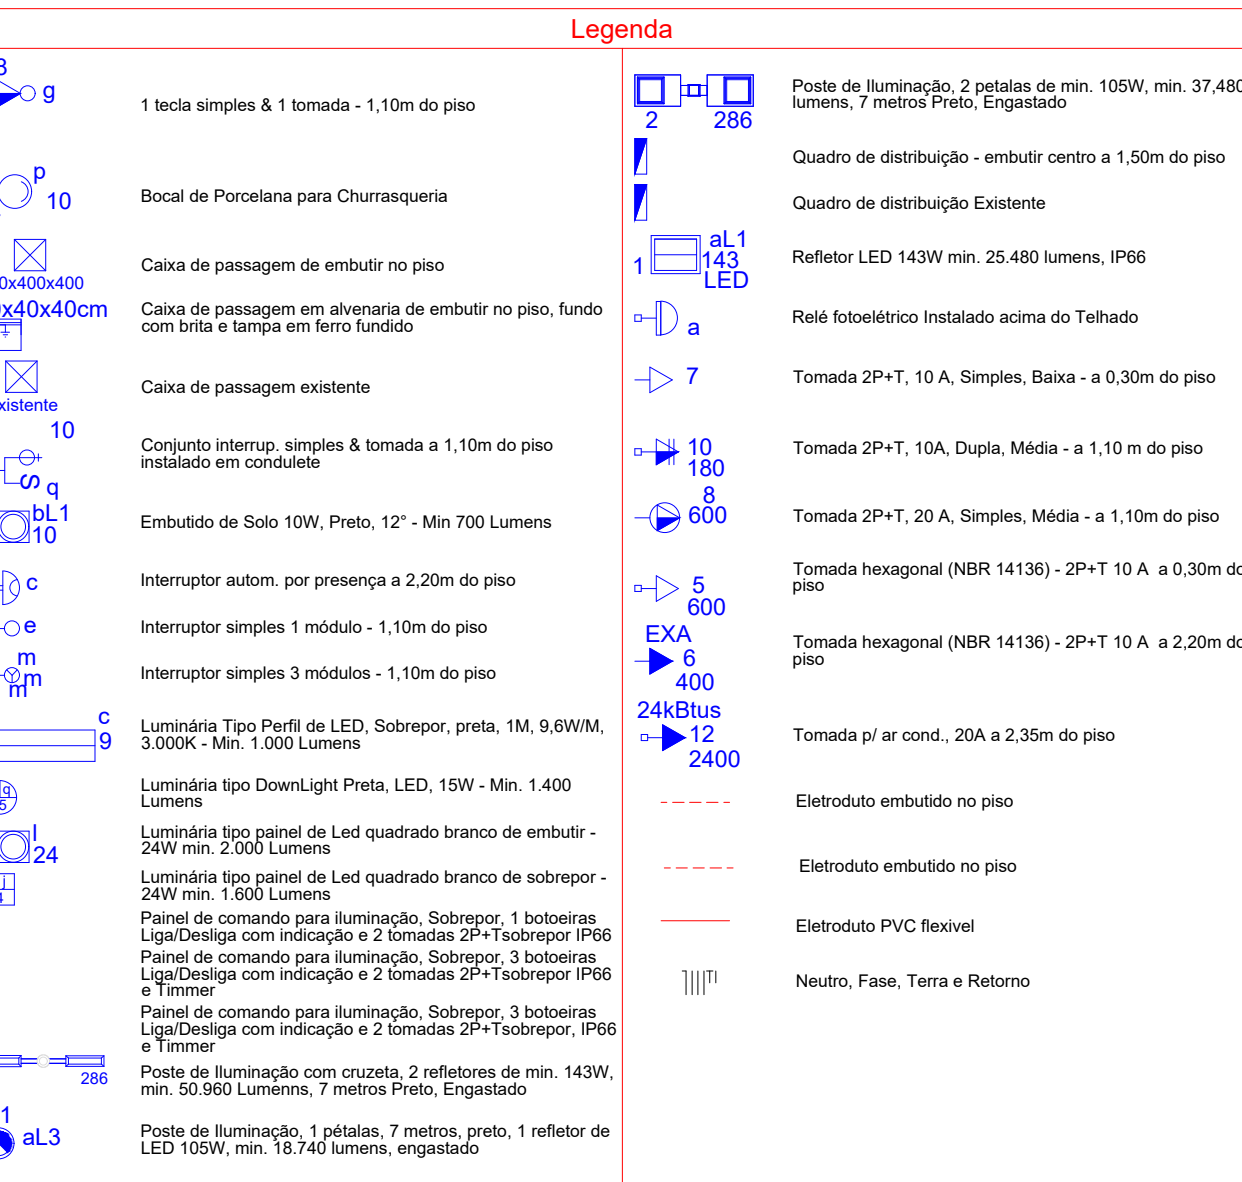 Legenda
g
1 tecla simples & 1 tomada - 1,10m do piso
p
10
Bocal de Porcelana para Churrasqueria
0x400x400
Caixa de passagem de embutir no piso
x40x40cm
Caixa de passagem em alvenaria de embutir no piso, fundo
com brita e tampa em ferro fundido
xistente
Caixa de passagem existente
10
S
q
Conjunto interrup. simples & tomada a 1,10m do piso
instalado em condulete
bL1
10
Embutido de Solo 10W, Preto, 12° - Min 700 Lumens
c
Interruptor autom. por presença a 2,20m do piso
e
Interruptor simples 1 módulo - 1,10m do piso
m
m
m
Interruptor simples 3 módulos - 1,10m do piso
c
9
Luminária Tipo Perfil de LED, Sobrepor, preta, 1M, 9,6W/M,
3.000K - Min. 1.000 Lumens
q
5
Luminária tipo DownLight Preta, LED, 15W - Min. 1.400
Lumens
l
24
Luminária tipo painel de Led quadrado branco de embutir -
24W min. 2.000 Lumens
j
4
Luminária tipo painel de Led quadrado branco de sobrepor -
24W min. 1.600 Lumens
Painel de comando para iluminação, Sobrepor, 1 botoeiras
Liga/Desliga com indicação e 2 tomadas 2P+Tsobrepor IP66
Painel de comando para iluminação, Sobrepor, 3 botoeiras
Liga/Desliga com indicação e 2 tomadas 2P+Tsobrepor IP66
e Timmer
Painel de comando para iluminação, Sobrepor, 3 botoeiras
Liga/Desliga com indicação e 2 tomadas 2P+Tsobrepor, IP66
e Timmer
286
Poste de Iluminação com cruzeta, 2 refletores de min. 143W,
min. 50.960 Lumenns, 7 metros Preto, Engastado
1
aL3
Poste de Iluminação, 1 pétalas, 7 metros, preto, 1 refletor de
LED 105W, min. 18.740 lumens, engastado
2
286
Poste de Iluminação, 2 petalas de min. 105W, min. 37,480
lumens, 7 metros Preto, Engastado
Quadro de distribuição - embutir centro a 1,50m do piso
Quadro de distribuição Existente
1
aL1
143
LED
Refletor LED 143W min. 25.480 lumens, IP66
a
Relé fotoelétrico Instalado acima do Telhado
7
Tomada 2P+T, 10 A, Simples, Baixa - a 0,30m do piso
10
180
Tomada 2P+T, 10A, Dupla, Média - a 1,10 m do piso
8
600
Tomada 2P+T, 20 A, Simples, Média - a 1,10m do piso
5
600
Tomada hexagonal (NBR 14136) - 2P+T 10 A a 0,30m do
piso
EXA
6
400
Tomada hexagonal (NBR 14136) - 2P+T 10 A a 2,20m do
piso
24kBtus
12
2400
Tomada p/ ar cond., 20A a 2,35m do piso
Eletroduto embutido no piso
Eletroduto embutido no piso
Eletroduto PVC flexivel
Neutro, Fase, Terra e Retorno